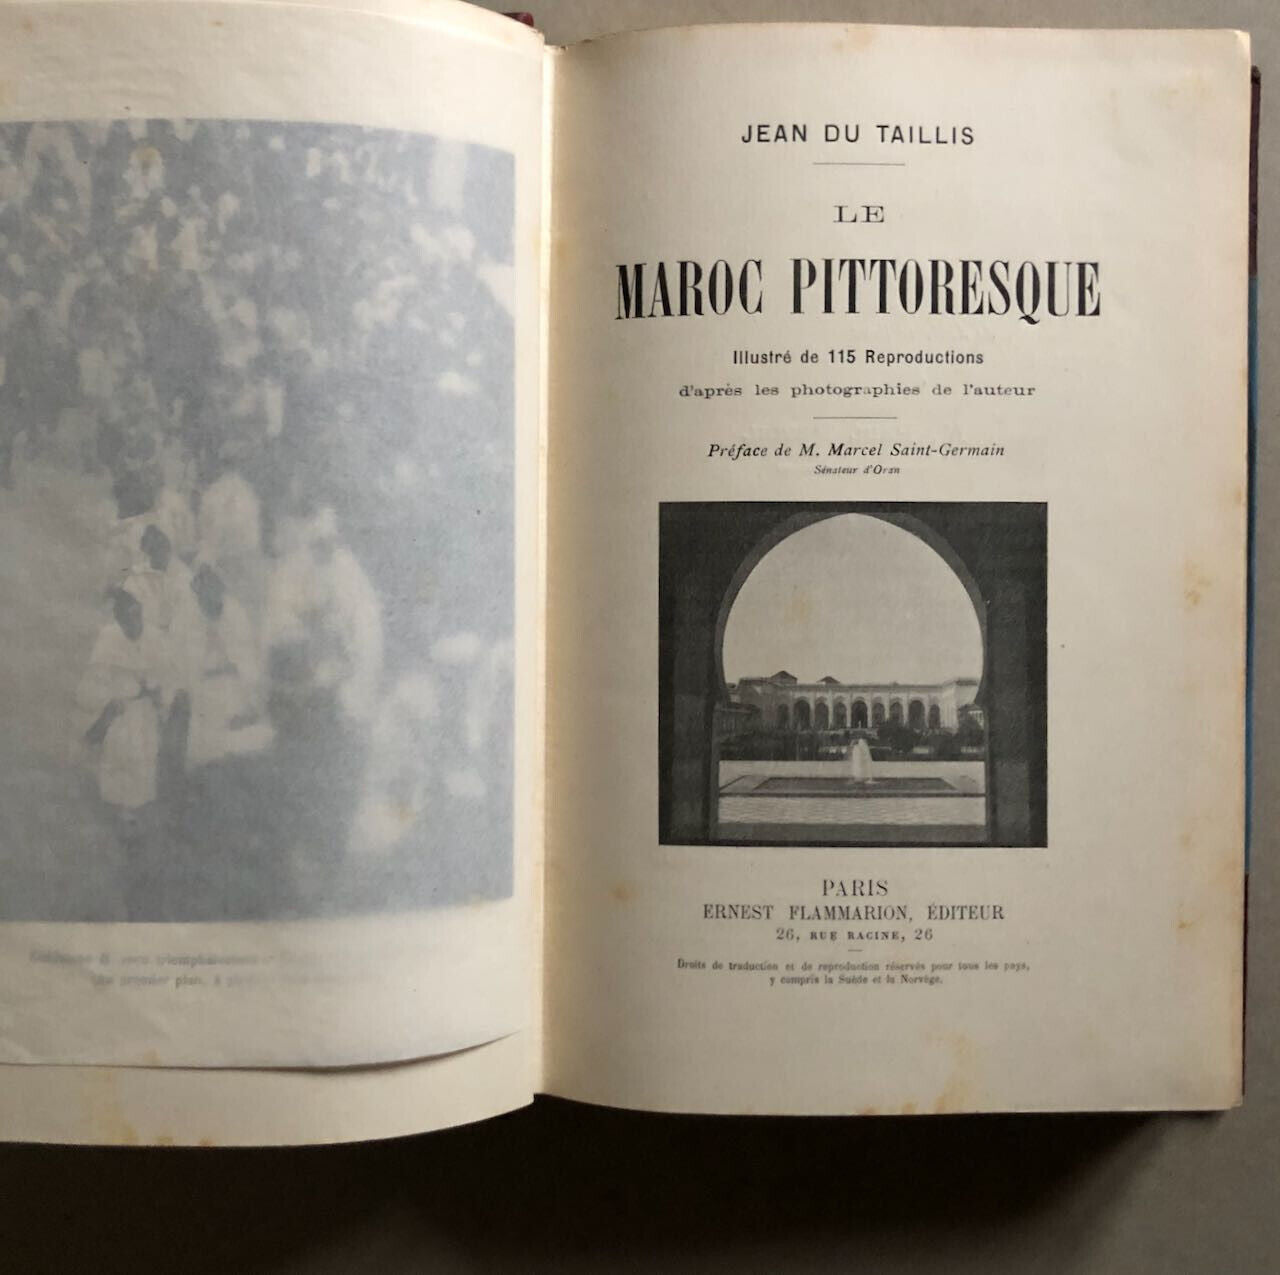 JEAN DU TAILLIS
LE
MAROC PITTORESQUE
Illustré de 115 Reproductions
d'après les photographies de l'auteur
Préface de M. Marcel Saint-Germain
Sénateur d'Oran
PARIS
ERNEST FLAMMARION, ÉDITEUR
26, RUE RACINE, 26
Droits de traduction et de reproduction réservés pour tous les pays,
y compris la Suède et la Norvège.
premier plan, à